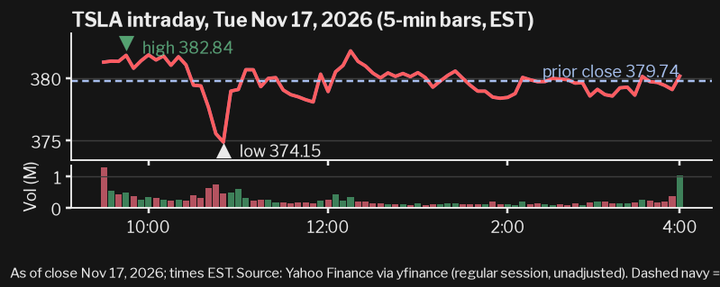 TSLA intraday, Tue Nov 17, 2026 (5-min bars, EST)
high 382.84
380
prior close 379.74
375
low 374.15
Vol (M)
1
0
10:00 12:00 2:00 4:00
As of close Nov 17, 2026; times EST. Source: Yahoo Finance via yfinance (regular session, unadjusted). Dashed navy =